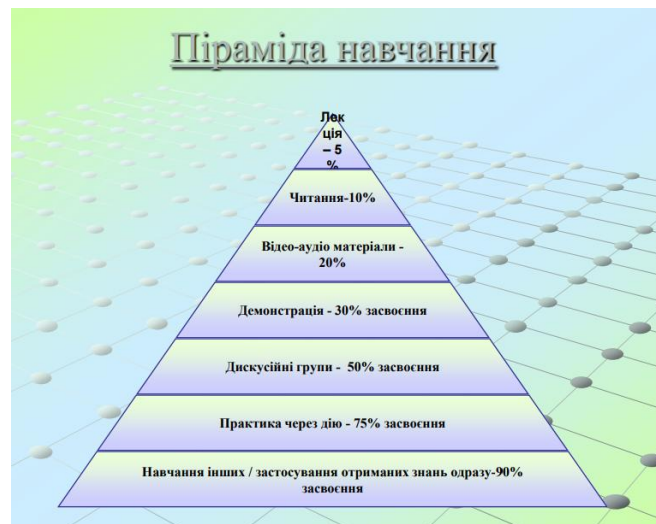 Піраміда навчання
Лек
ція
– 5
%
Читання-10%
Відео-аудіо матеріали -
20%
Демонстрація - 30% засвоєння
Дискусійні групи -  50% засвоєння
Практика через дію - 75% засвоєння
Навчання інших / застосування отриманих знань одразу-90%
засвоєння